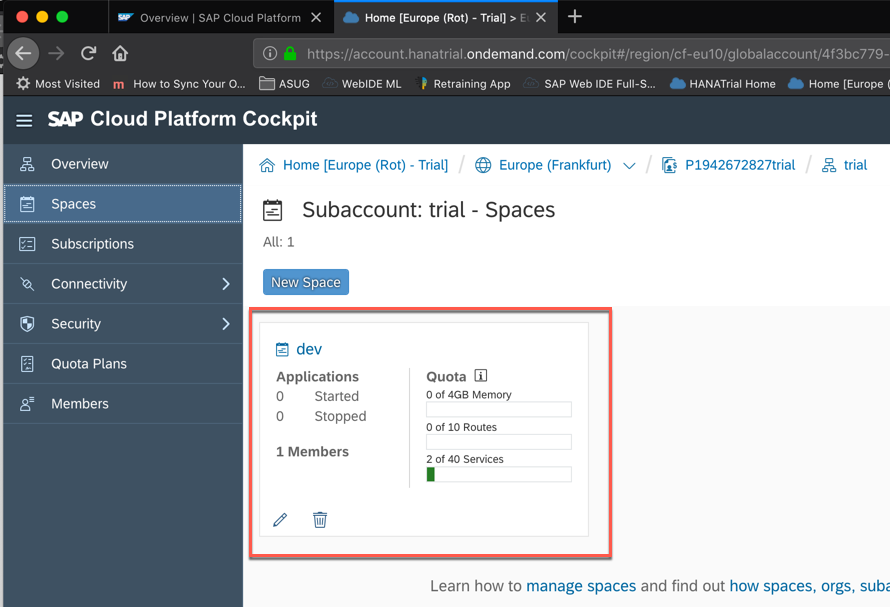 SAP Overview | SAP Cloud Platform
Home [Europe (Rot) - Trial] > Eu
https://account.hanatrial.ondemand.com/cockpit#/region/cf-eu10/globalaccount/4f3bc779-
Most Visited
m How to Sync Your O...
ASUG
WebIDE ML
Retraining App
SAP Web IDE Full-S...
HANATrial Home
Home [Europe (
SAP Cloud Platform Cockpit
Overview
Spaces
Subscriptions
Connectivity
Security
Quota Plans
Members
Home [Europe (Rot) - Trial] / Europe (Frankfurt) / P1942672827trial / trial
Subaccount: trial - Spaces
All: 1
New Space
dev
Applications
0 Started
0 Stopped
1 Members
Quota
0 of 4GB Memory
0 of 10 Routes
2 of 40 Services
Learn how to manage spaces and find out how spaces, orgs, suba